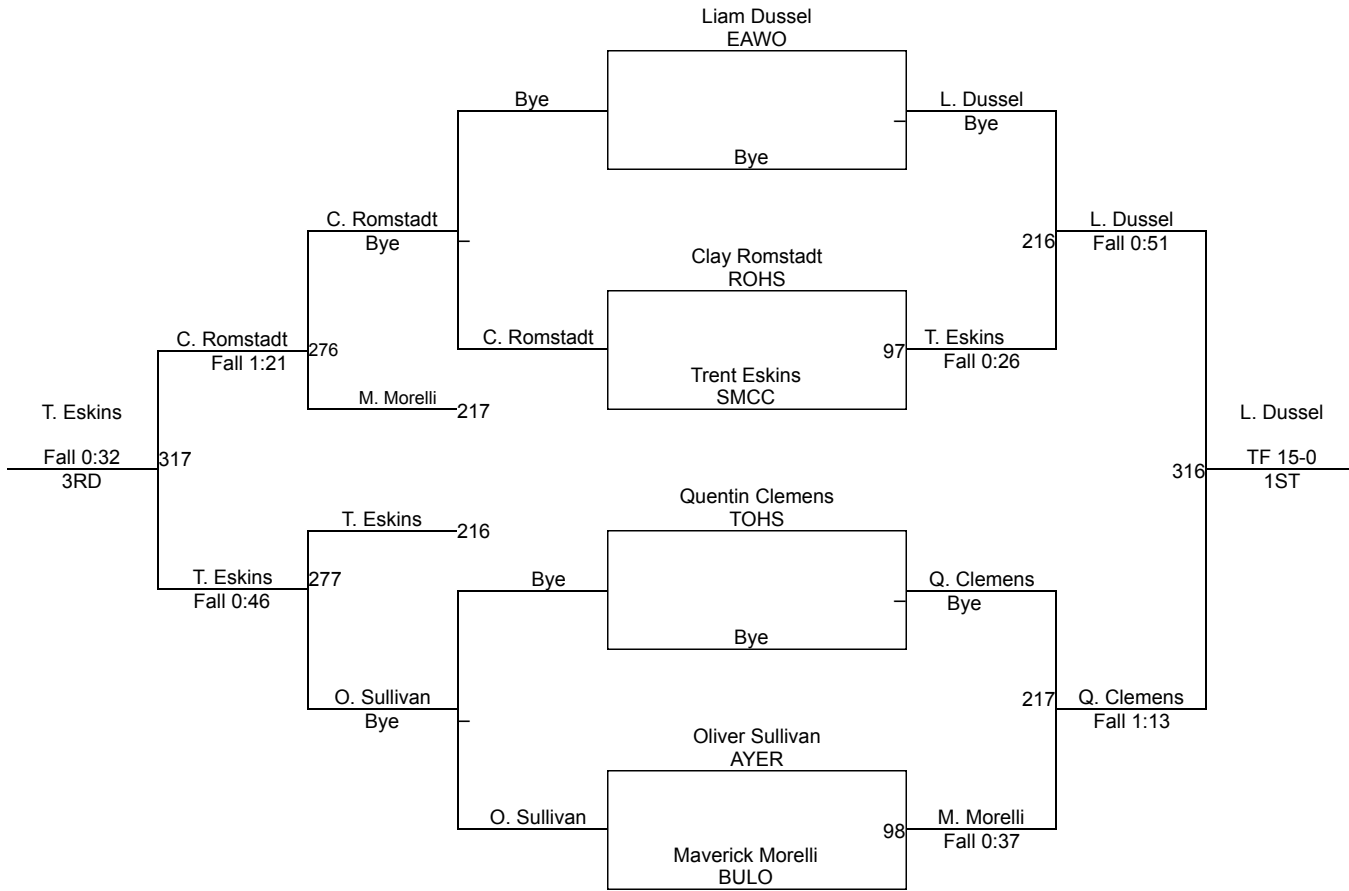 Liam Dussel
EAWO
Bye
L. Dussel
Bye
Bye
C. Romstadt
Bye
216
L. Dussel
Fall 0:51
Clay Romstadt
ROHS
C. Romstadt
Fall 1:21
276
C. Romstadt
97
T. Eskins
Fall 0:26
Trent Eskins
SMCC
M. Morelli
217
T. Eskins
Fall 0:32
3RD
317
L. Dussel
TF 15-0
1ST
316
Quentin Clemens
TOHS
T. Eskins
216
T. Eskins
Fall 0:46
277
Bye
Q. Clemens
Bye
Bye
O. Sullivan
Bye
217
Q. Clemens
Fall 1:13
Oliver Sullivan
AYER
O. Sullivan
98
M. Morelli
Fall 0:37
Maverick Morelli
BULO